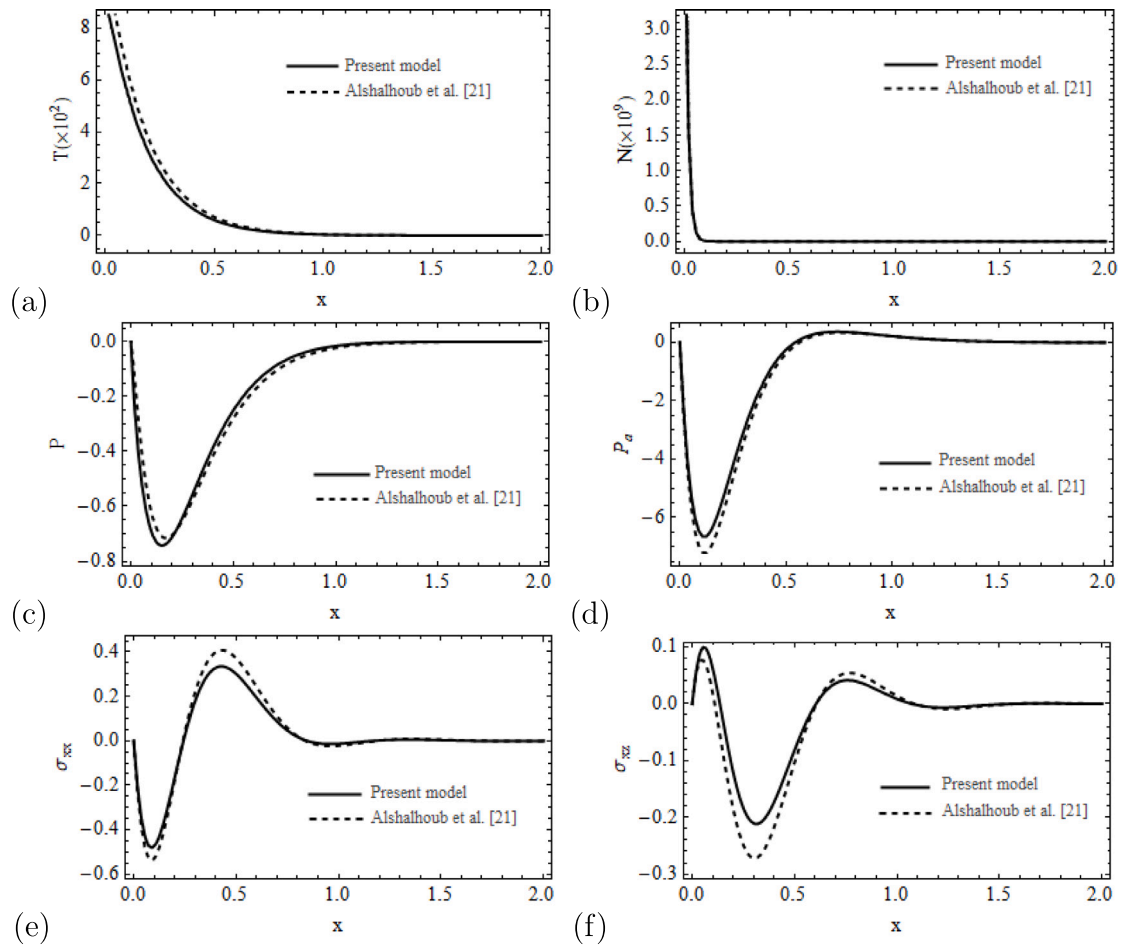 8
6
4
2
0
T(×10²)
Present model
Alshalhoub et al. [21]
0.0 0.5 1.0 1.5 2.0
(a)
x
3.0
2.5
2.0
1.5
1.0
0.5
0.0
N(×10⁹)
Present model
Alshalhoub et al. [21]
0.0 0.5 1.0 1.5 2.0
(b)
x
0.0
−0.2
−0.4
−0.6
−0.8
P
Present model
Alshalhoub et al. [21]
0.0 0.5 1.0 1.5 2.0
(c)
x
0
−2
−4
−6
Pₐ
Present model
Alshalhoub et al. [21]
0.0 0.5 1.0 1.5 2.0
(d)
x
0.4
0.2
0.0
−0.2
−0.4
−0.6
σxx
Present model
Alshalhoub et al. [21]
0.0 0.5 1.0 1.5 2.0
(e)
x
0.1
0.0
−0.1
−0.2
−0.3
σxz
Present model
Alshalhoub et al. [21]
0.0 0.5 1.0 1.5 2.0
(f)
x